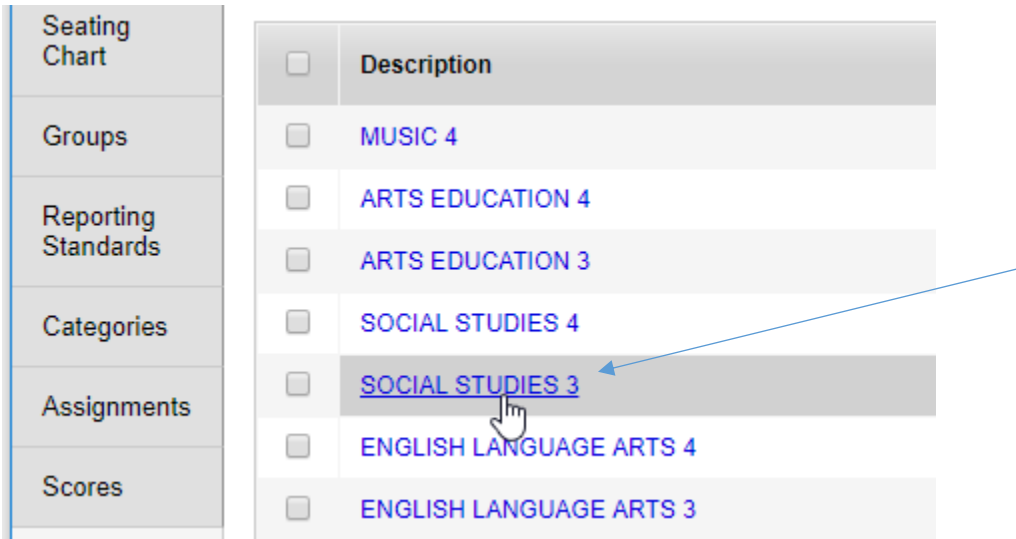 Seating
Chart
Groups
Reporting
Standards
Categories
Assignments
Scores
Description
MUSIC 4
ARTS EDUCATION 4
ARTS EDUCATION 3
SOCIAL STUDIES 4
SOCIAL STUDIES 3
ENGLISH LANGUAGE ARTS 4
ENGLISH LANGUAGE ARTS 3